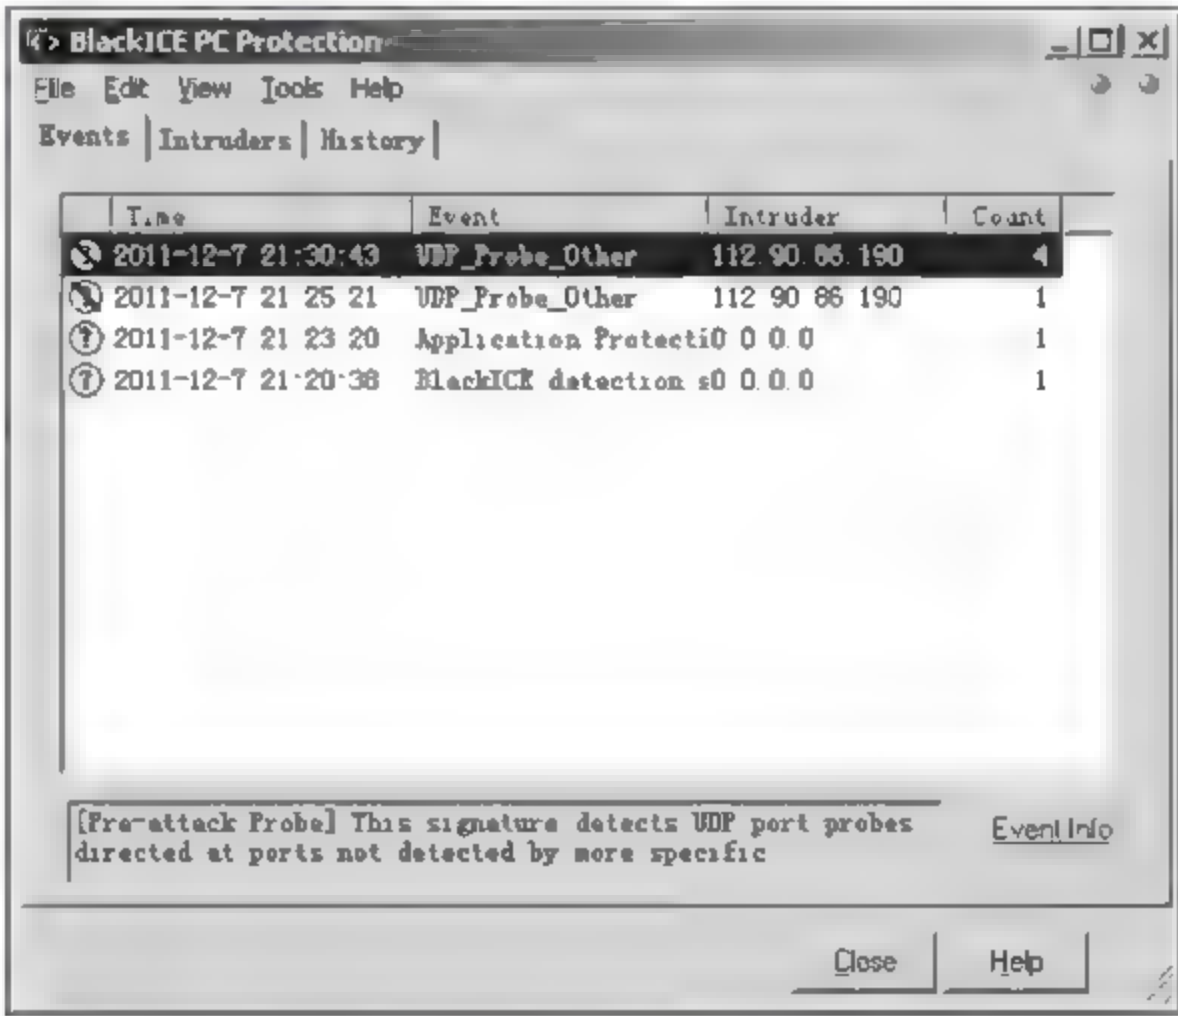 BlackICE PC Protection
File Edit View Tools Help
Events Intruders History
Time Event Intruder Count
2011-12-7 21:30:43 UDP_Probe_Other 112.90.86.190 4
2011-12-7 21 25 21 UDP_Probe_Other 112 90 86 190 1
2011-12-7 21 23 20 Application Protecti0 0 0.0 1
2011-12-7 21:20:38 BlackICE detection s0 0.0.0 1
[Pre-attack Probe] This signature detects UDP port probes
directed at ports not detected by more specific
Event Info
Close Help